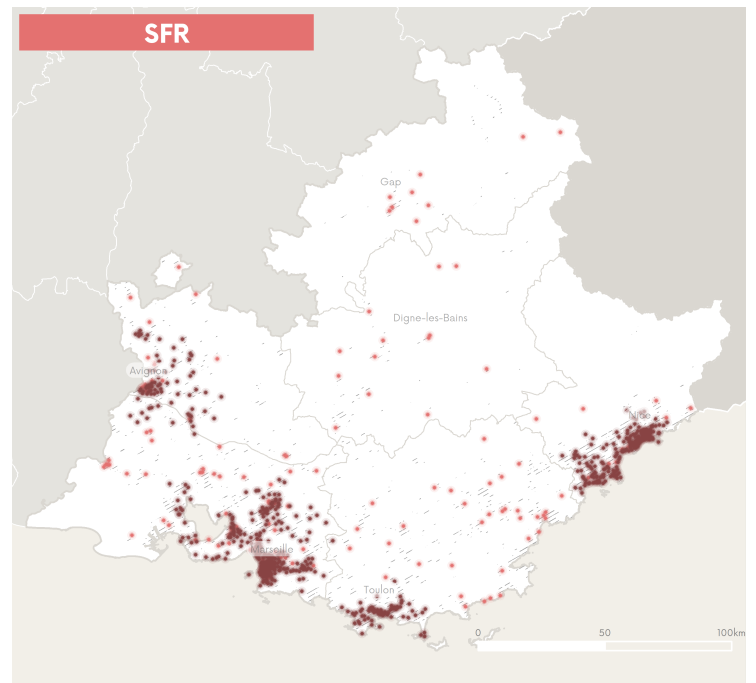 SFR
Gap
Digne-les-Bains
Avignon
Nice
Marseille
Toulon
0 50 100km